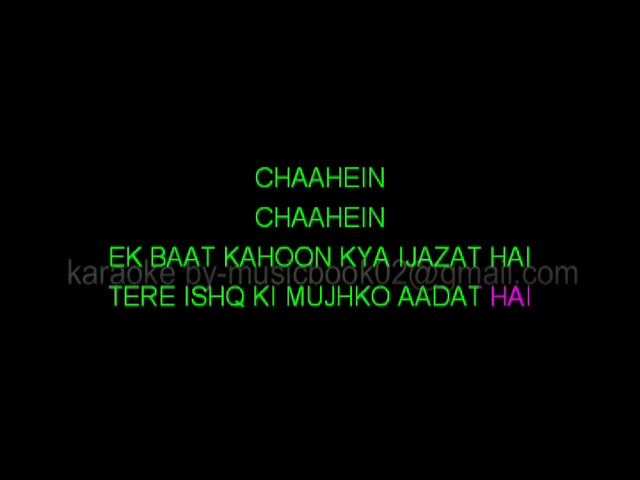 CHAAHEIN
CHAAHEIN
EK BAAT KAHOON KYA IJAZAT HAI
karaoke by-musicbook02@gmail.com
TERE ISHQ KI MUJHKO AADAT HAI